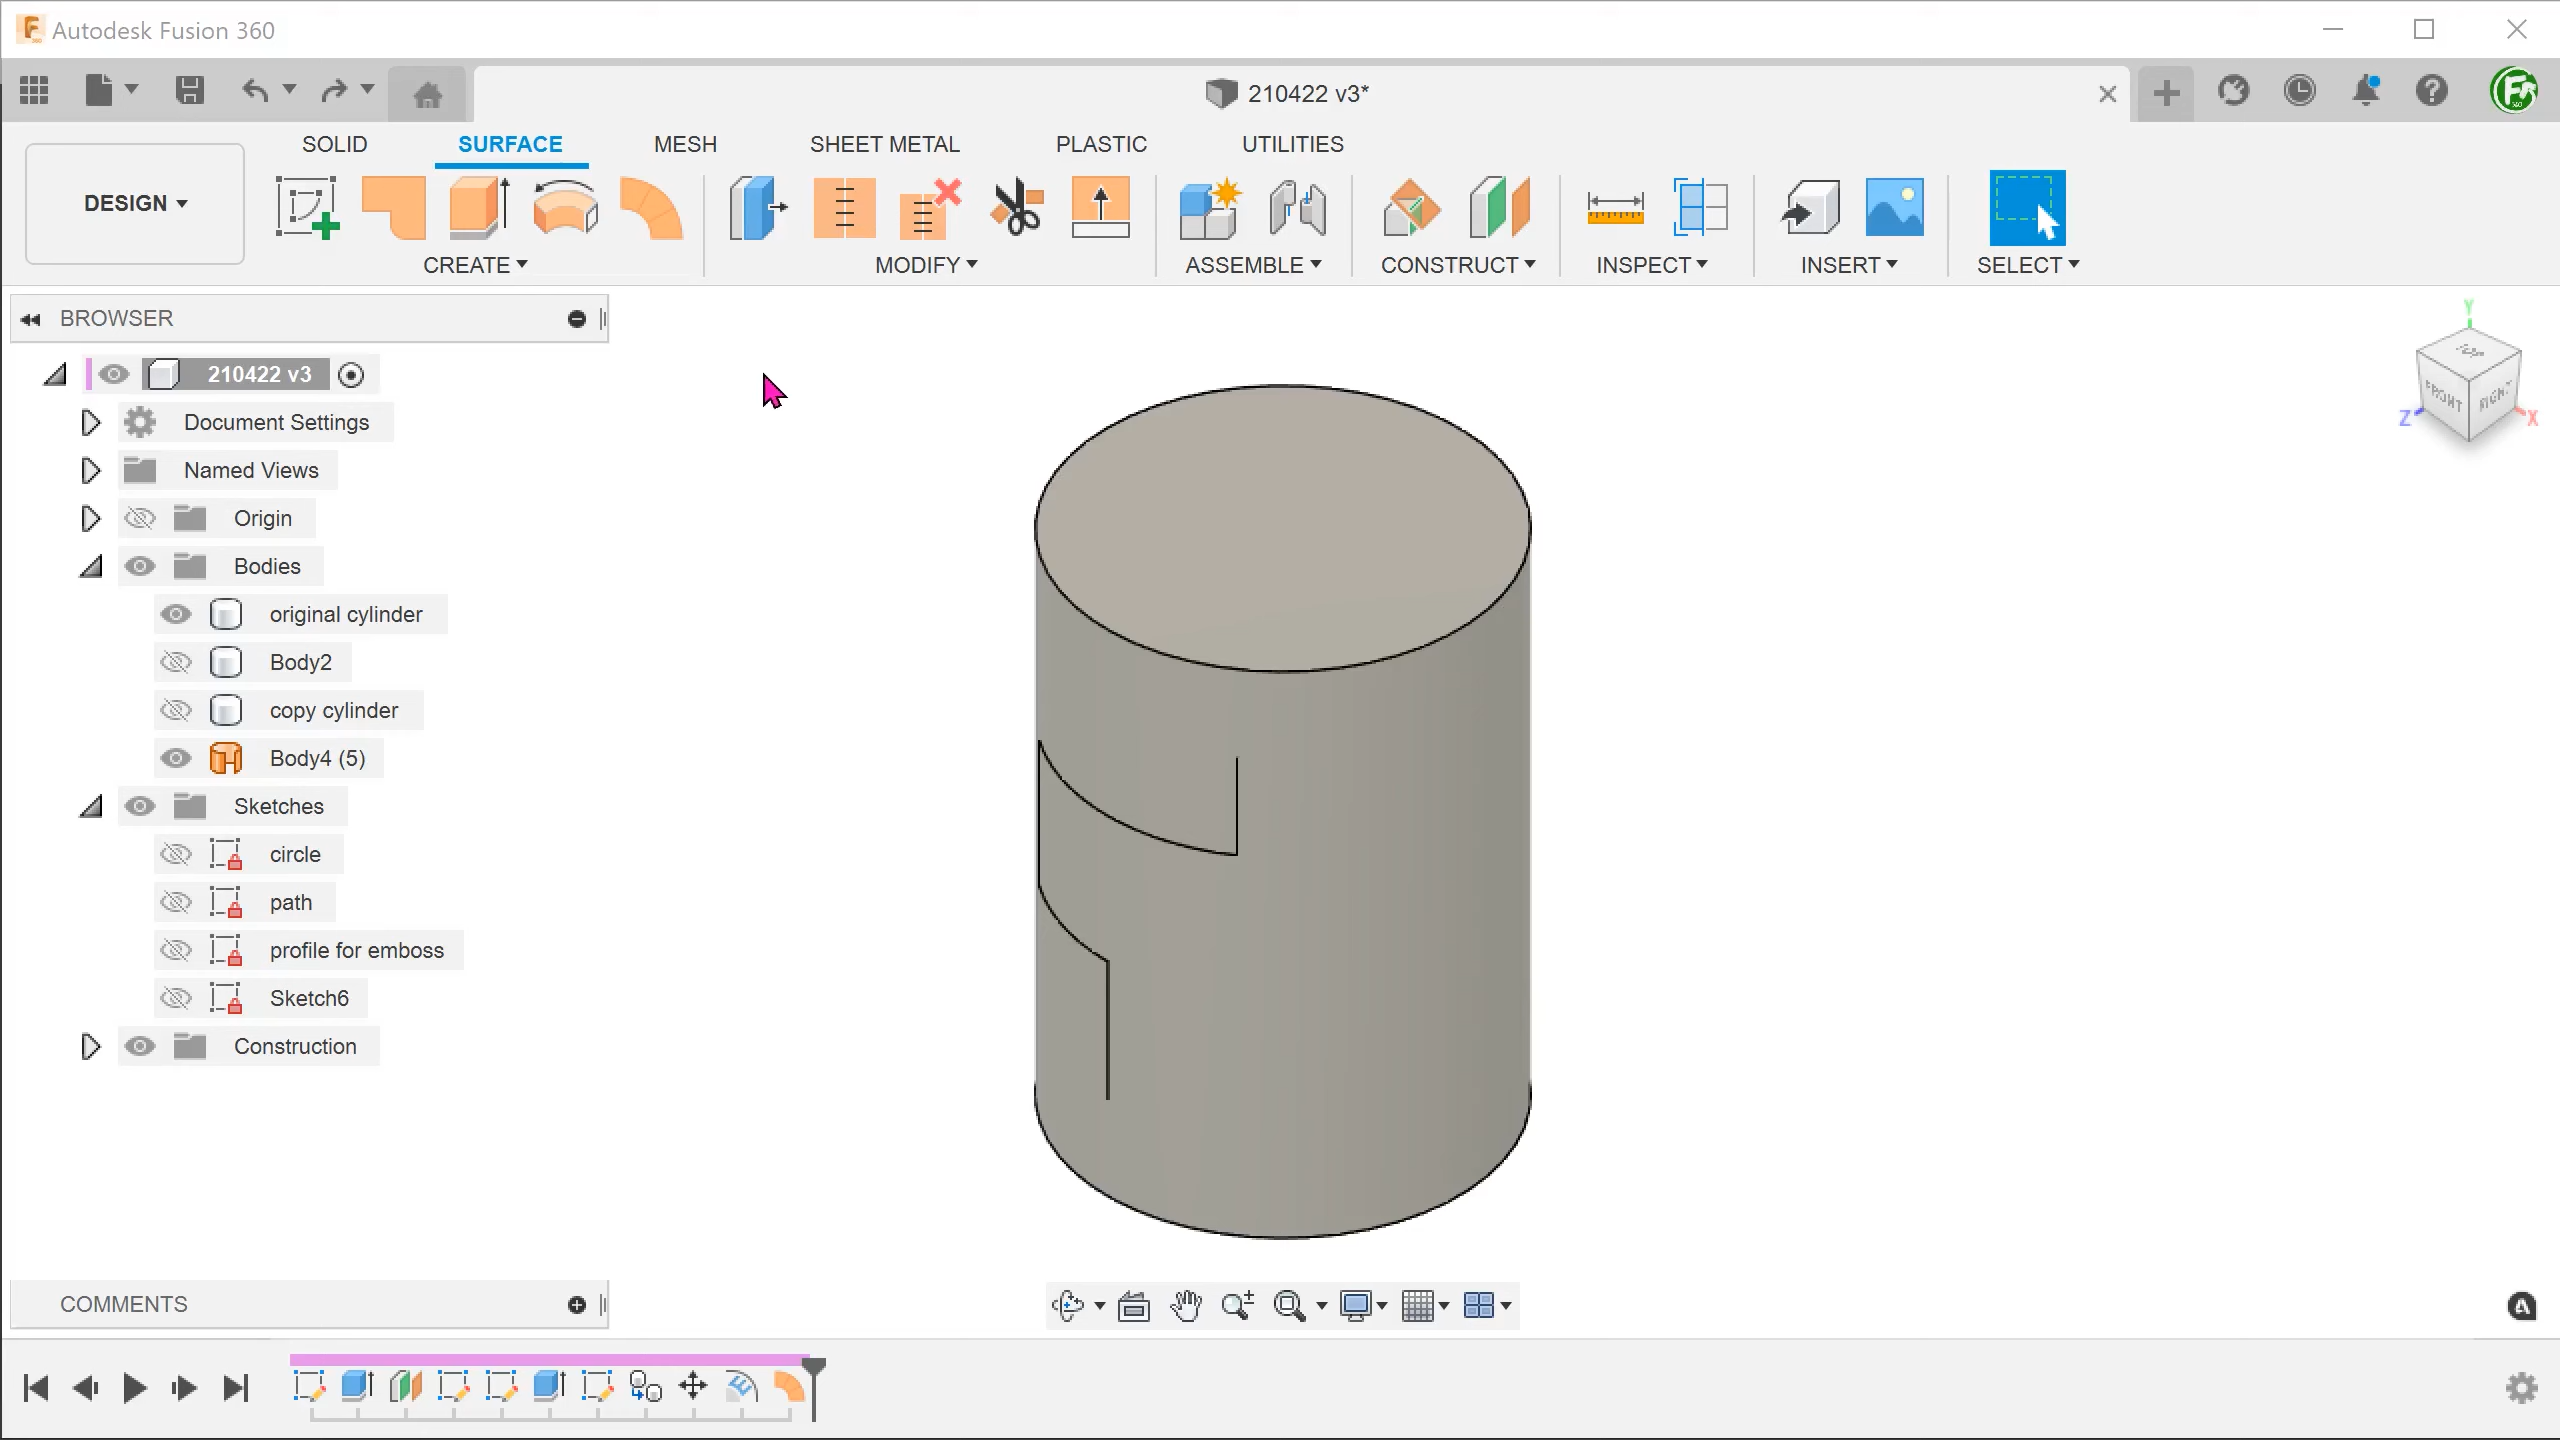 Autodesk Fusion 360
210422 v3*
SOLID
SURFACE
MESH
SHEET METAL
PLASTIC
UTILITIES
DESIGN
CREATE
MODIFY
ASSEMBLE
CONSTRUCT
INSPECT
INSERT
SELECT
BROWSER
210422 v3
Document Settings
Named Views
Origin
Bodies
original cylinder
Body2
copy cylinder
Body4 (5)
Sketches
circle
path
profile for emboss
Sketch6
Construction
Y
FRONT
RIGHT
Z
X
COMMENTS